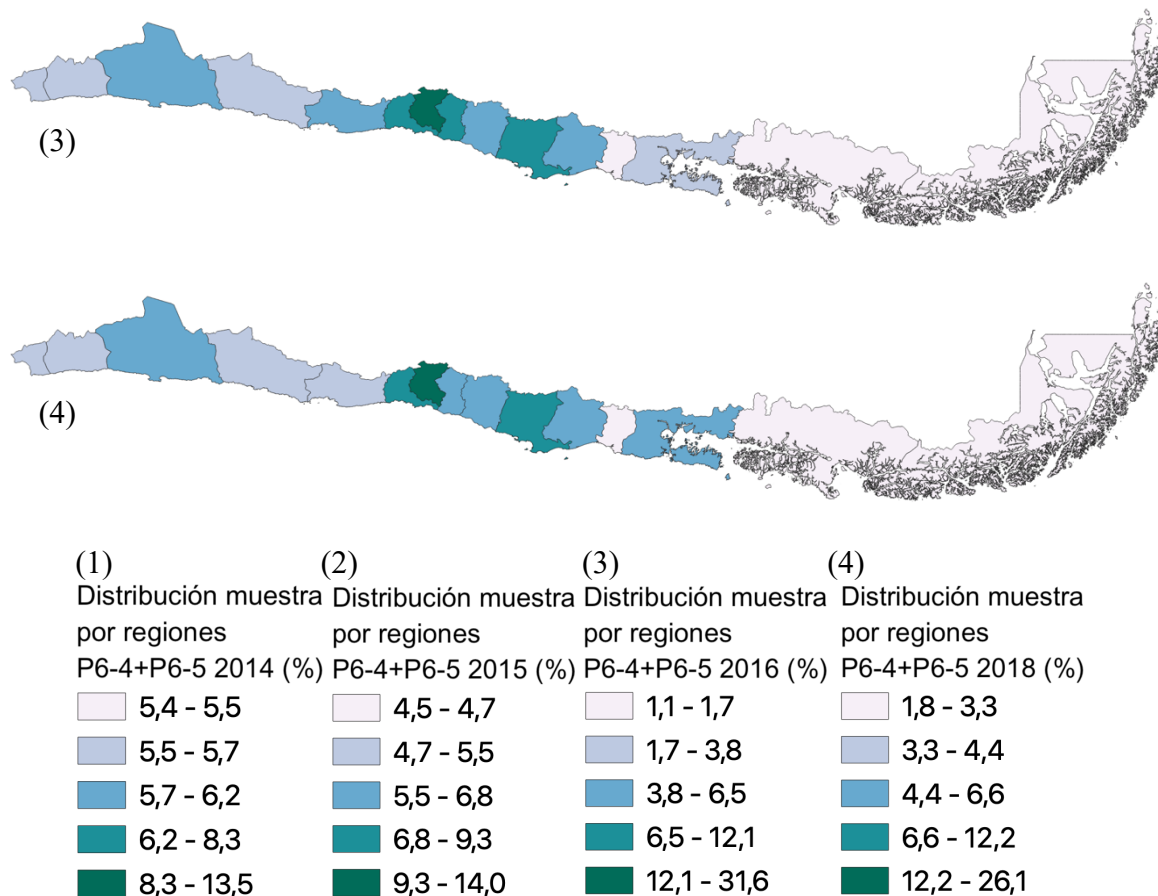 (3)
(4)
(1)
Distribución muestra
por regiones
P6-4+P6-5 2014 (%)
5,4 – 5,5
5,5 – 5,7
5,7 – 6,2
6,2 – 8,3
8,3 – 13,5
(2)
Distribución muestra
por regiones
P6-4+P6-5 2015 (%)
4,5 – 4,7
4,7 – 5,5
5,5 – 6,8
6,8 – 9,3
9,3 – 14,0
(3)
Distribución muestra
por regiones
P6-4+P6-5 2016 (%)
1,1 – 1,7
1,7 – 3,8
3,8 – 6,5
6,5 – 12,1
12,1 – 31,6
(4)
Distribución muestra
por regiones
P6-4+P6-5 2018 (%)
1,8 – 3,3
3,3 – 4,4
4,4 – 6,6
6,6 – 12,2
12,2 – 26,1